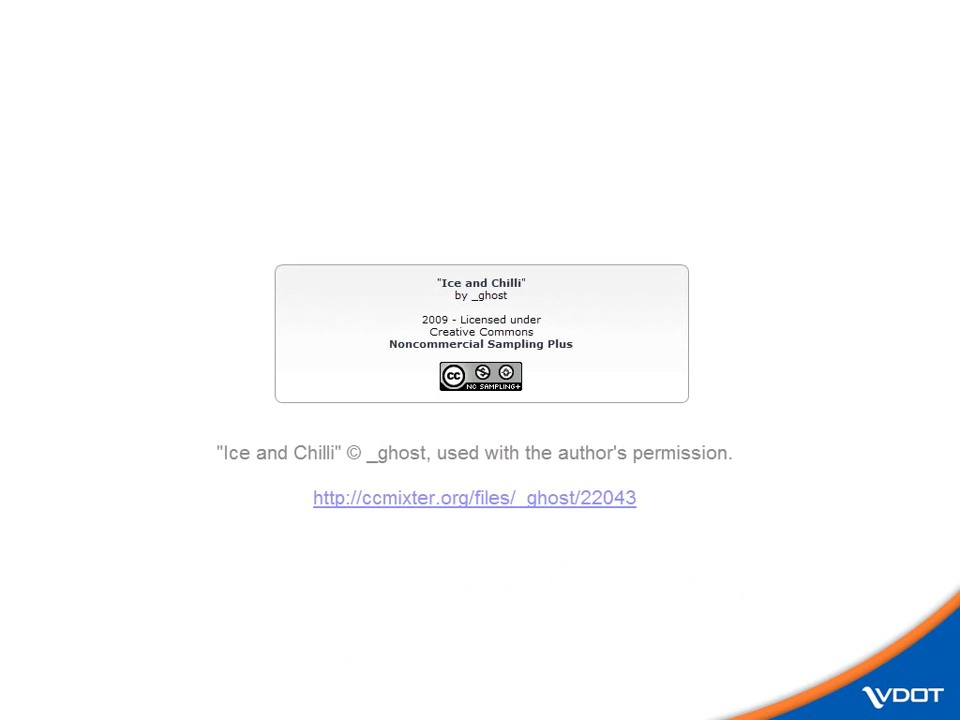 "Ice and Chilli"
by _ghost
2009 - Licensed under
Creative Commons
Noncommercial Sampling Plus
cc
NC SAMPLING+
"Ice and Chilli" © _ghost, used with the author's permission.
http://ccmixter.org/files/_ghost/22043
VDOT